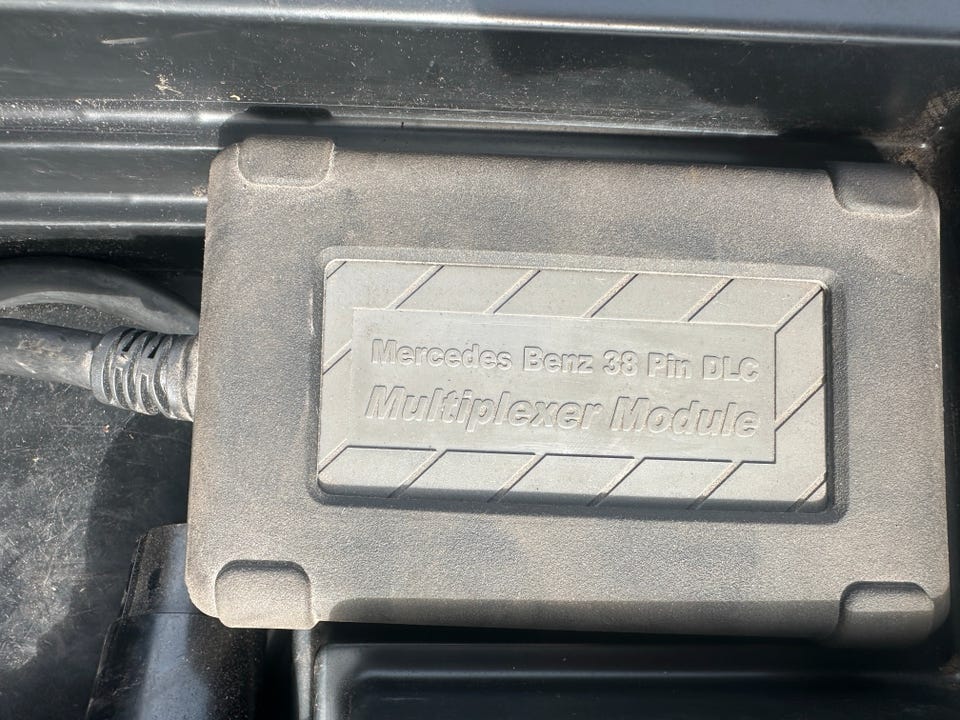 Mercedes Benz 38 Pin DLC
Multiplexer Module